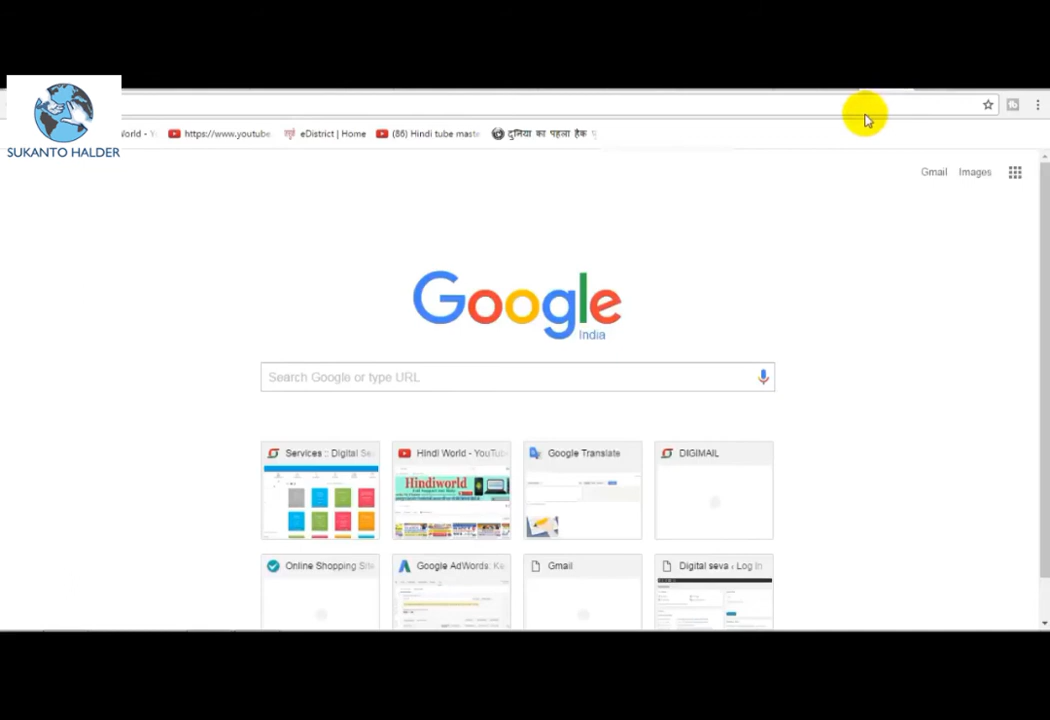 SUKANTO HALDER
https://www.youtube
eDistrict | Home
(86) Hindi tube maste
दुनिया का पहला हैक
Gmail
Images
Google
India
Search Google or type URL
Services :: Digital Se
Hindi World - YouTub
Google Translate
DIGIMAIL
Hindiworld
Online Shopping Site
Google AdWords: Ke
Gmail
Digital seva ‹ Log In